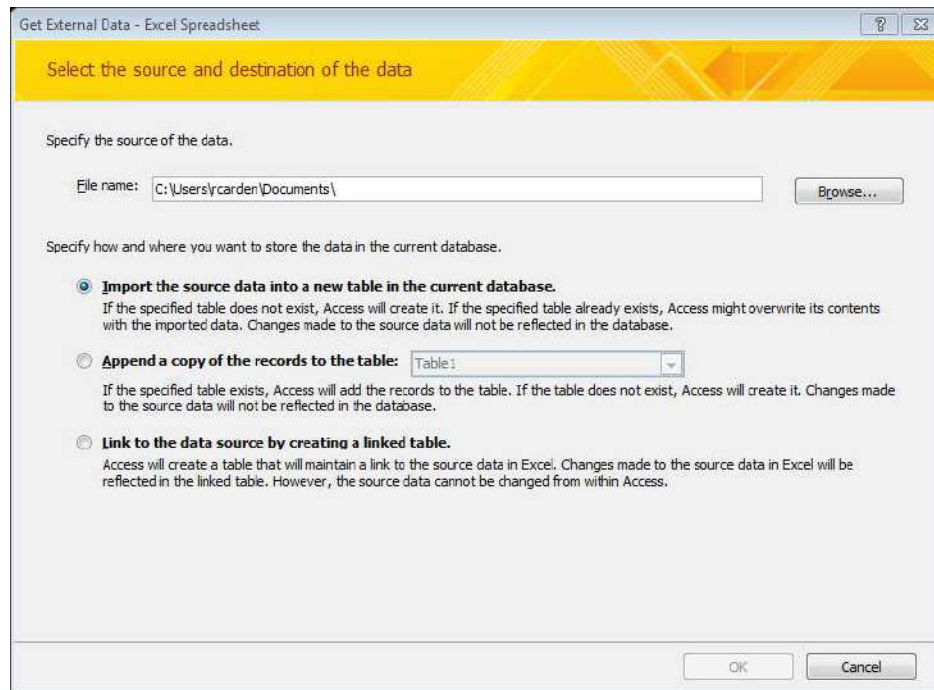 Get External Data - Excel Spreadsheet
Select the source and destination of the data
Specify the source of the data.
File name: C:\Users\rcarden\Documents\ Browse...
Specify how and where you want to store the data in the current database.
Import the source data into a new table in the current database.
If the specified table does not exist, Access will create it. If the specified table already exists, Access might overwrite its contents
with the imported data. Changes made to the source data will not be reflected in the database.
Append a copy of the records to the table: Table1
If the specified table exists, Access will add the records to the table. If the table does not exist, Access will create it. Changes made
to the source data will not be reflected in the database.
Link to the data source by creating a linked table.
Access will create a table that will maintain a link to the source data in Excel. Changes made to the source data in Excel will be
reflected in the linked table. However, the source data cannot be changed from within Access.
OK Cancel